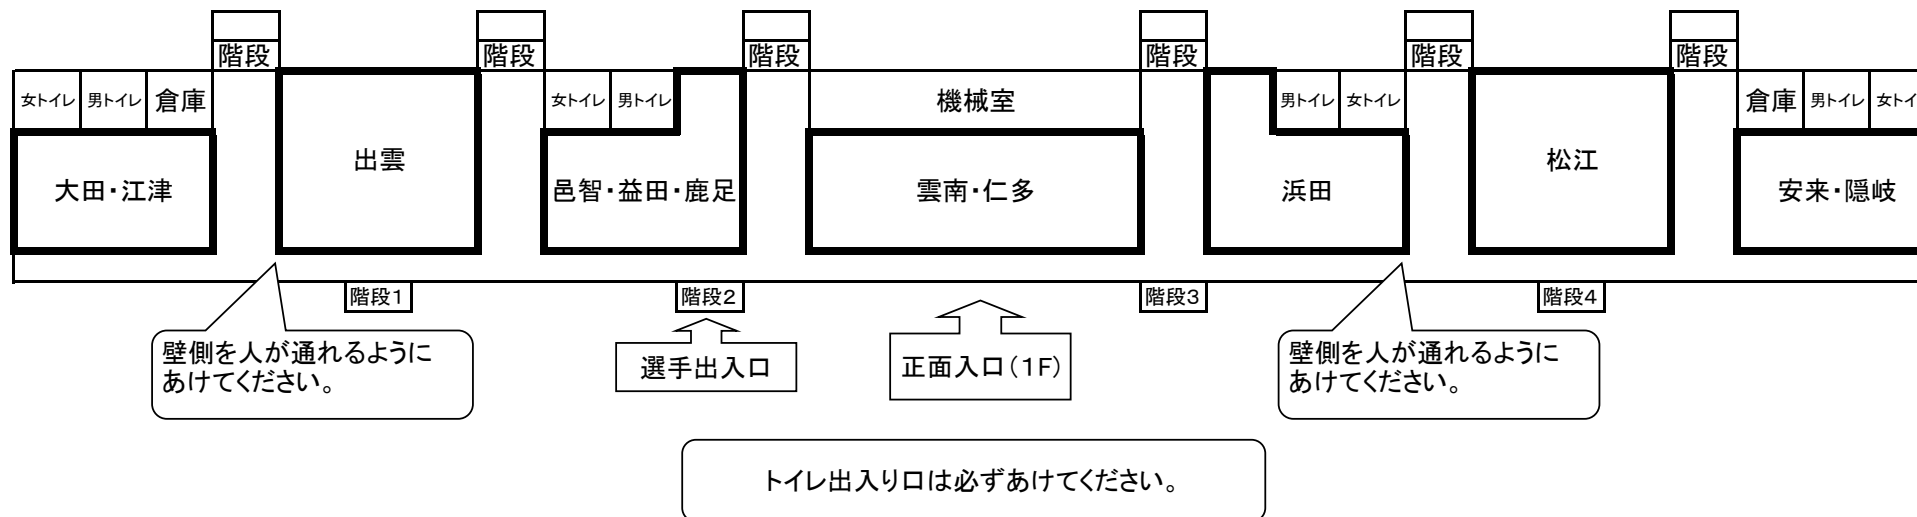 階段
階段
階段
階段
階段
階段
女トイレ
男トイレ
倉庫
女トイレ
男トイレ
機械室
男トイレ
女トイレ
倉庫
男トイレ
女トイ
大田・江津
出雲
邑智・益田・鹿足
雲南・仁多
浜田
松江
安来・隠岐
階段1
階段2
階段3
階段4
壁側を人が通れるように
あけてください。
選手出入口
正面入口(1F)
壁側を人が通れるように
あけてください。
トイレ出入り口は必ずあけてください。